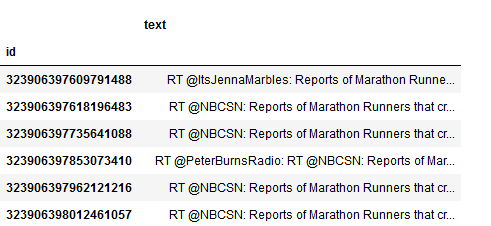 text
id
323906397609791488 RT @ItsJennaMarbles: Reports of Marathon Runne...
323906397618196483 RT @NBCSN: Reports of Marathon Runners that cr...
323906397735641088 RT @NBCSN: Reports of Marathon Runners that cr...
323906397853073410 RT @PeterBurnsRadio: RT @NBCSN: Reports of Mar...
323906397962121216 RT @NBCSN: Reports of Marathon Runners that cr...
323906398012461057 RT @NBCSN: Reports of Marathon Runners that cr...